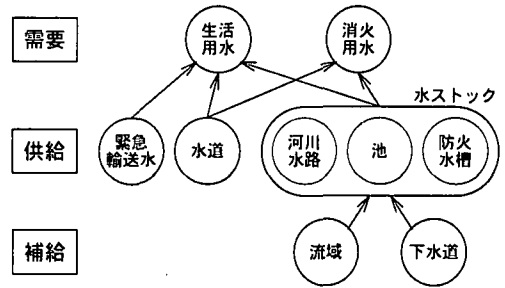 需要
生活
用水
消火
用水
水ストック
供給
緊急
輸送水
水道
河川
水路
池
防火
水槽
補給
流域
下水道